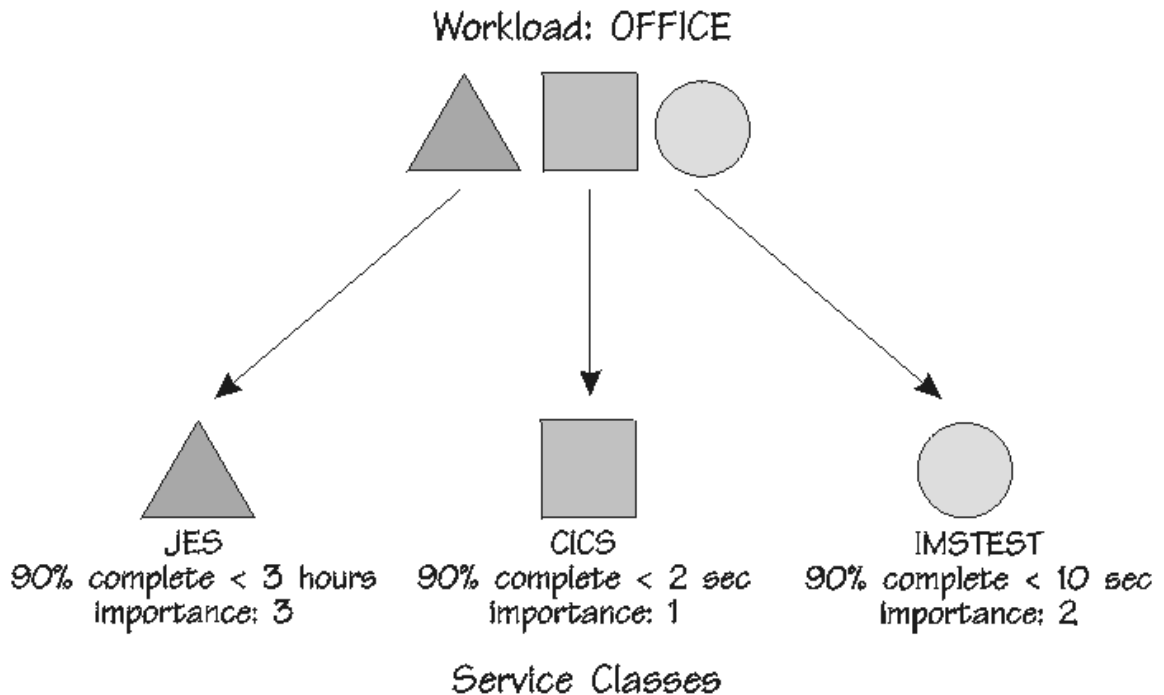 Workload: OFFICE
JES
90% complete < 3 hours
importance: 3
CICS
90% complete < 2 sec
importance: 1
IMSTEST
90% complete < 10 sec
importance: 2
Service Classes